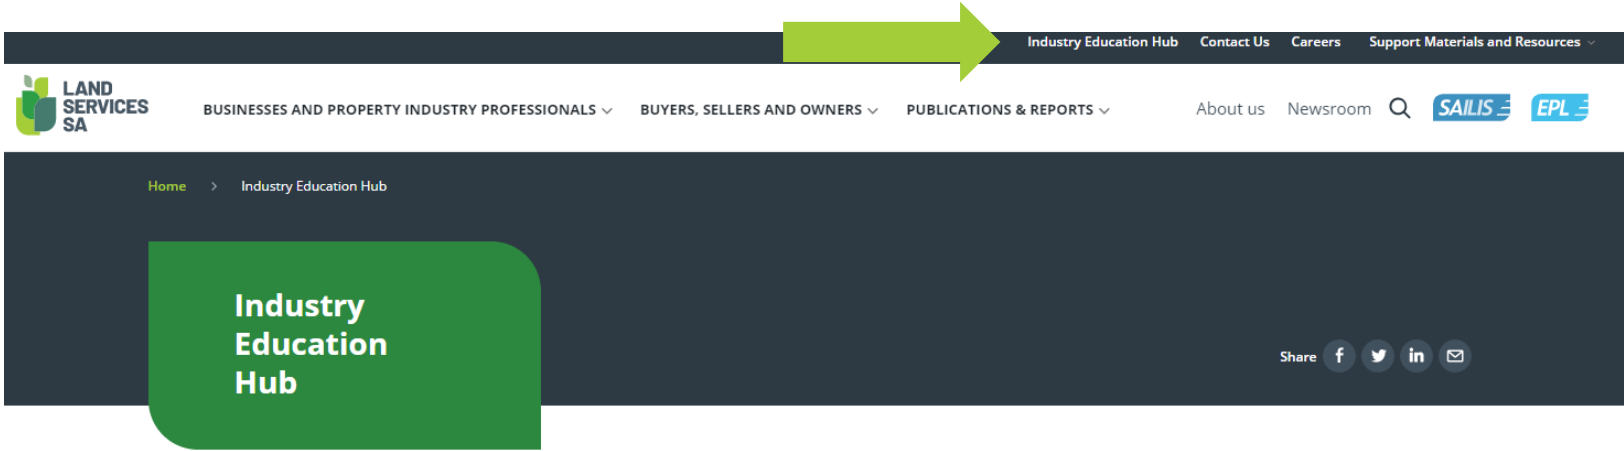 Industry Education Hub Contact Us Careers Support Materials and Resources
LAND
SERVICES
SA
BUSINESSES AND PROPERTY INDUSTRY PROFESSIONALS BUYERS, SELLERS AND OWNERS PUBLICATIONS & REPORTS About us Newsroom SAILIS EPL
Home > Industry Education Hub
Industry
Education
Hub
Share